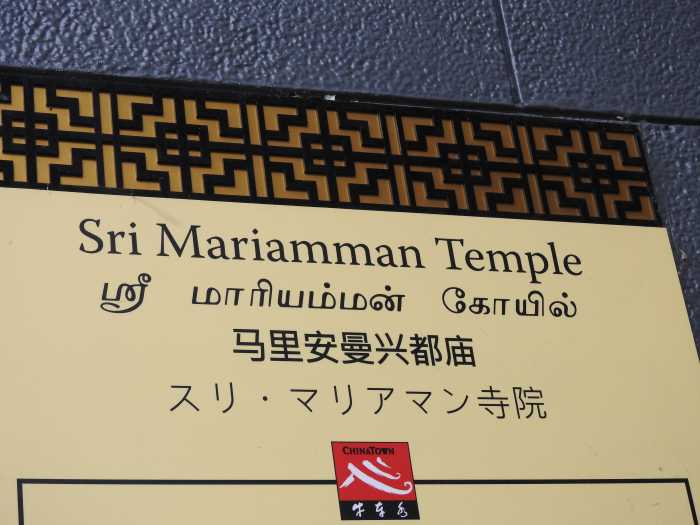 Sri Mariamman Temple
ஸ்ரீ மாரியம்மன் கோயில்
马里安曼兴都庙
スリ・マリアマン寺院
CHINATOWN
牛车水